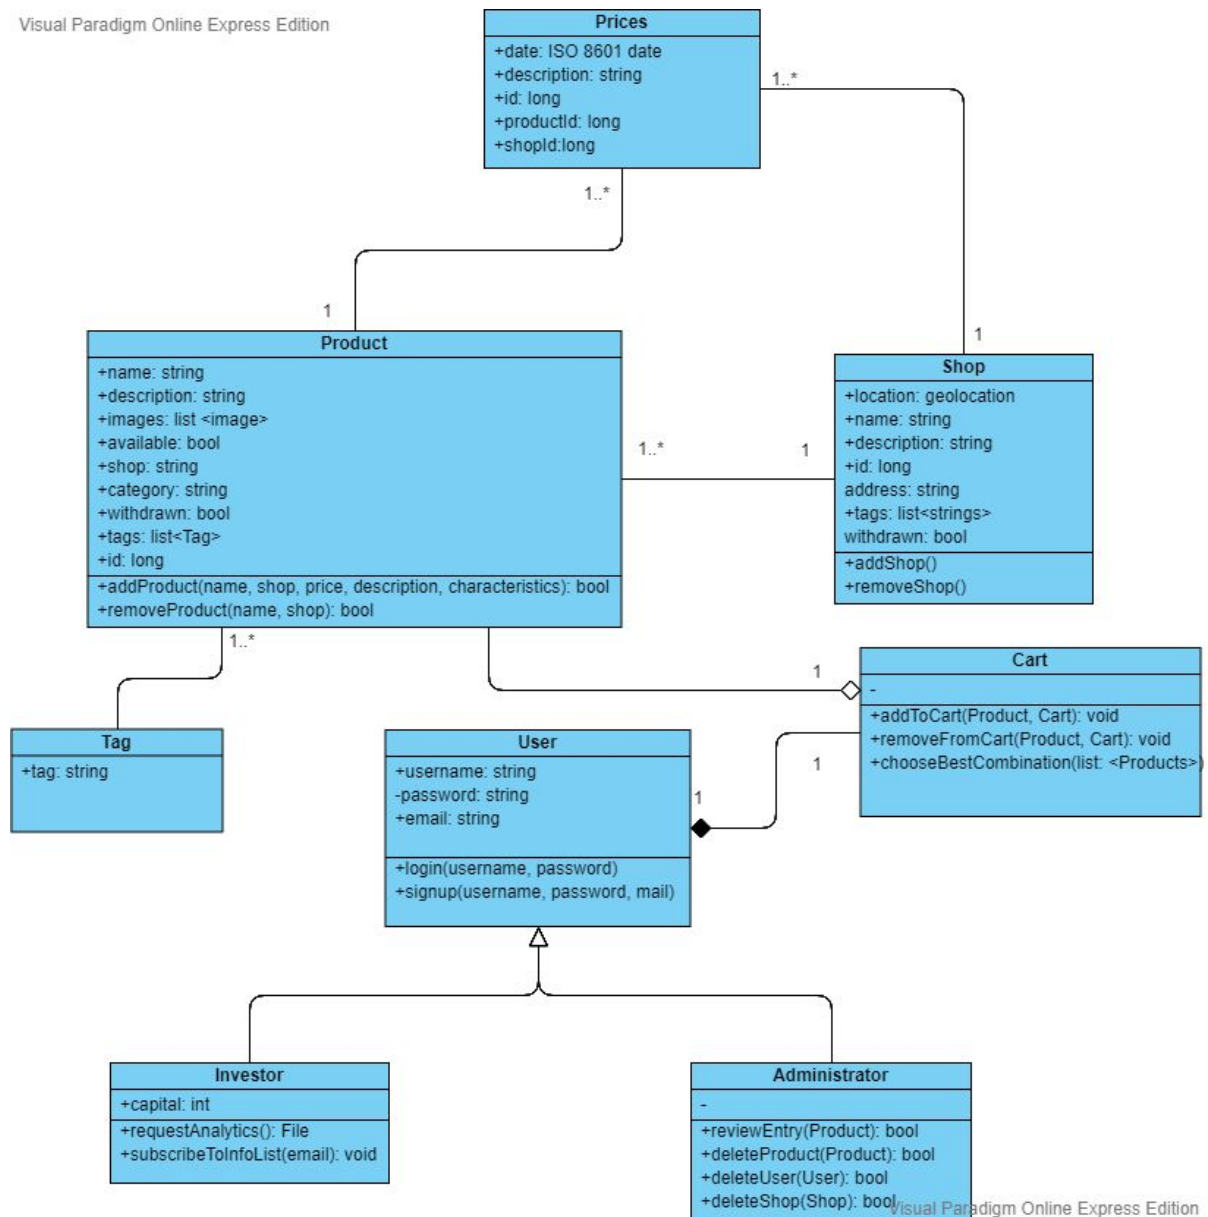 Visual Paradigm Online Express Edition
Prices
+date: ISO 8601 date
+description: string
+id: long
+productId: long
+shopId:long
1..*
1..*
1
1
Product
+name: string
+description: string
+images: list <image>
+available: bool
+shop: string
+category: string
+withdrawn: bool
+tags: list<Tag>
+id: long
+addProduct(name, shop, price, description, characteristics): bool
+removeProduct(name, shop): bool
1..*
1
Shop
+location: geolocation
+name: string
+description: string
+id: long
address: string
+tags: list<strings>
withdrawn: bool
+addShop()
+removeShop()
1..*
1
Cart
-
+addToCart(Product, Cart): void
+removeFromCart(Product, Cart): void
+chooseBestCombination(list: <Products>)
1
1
Tag
+tag: string
User
+username: string
-password: string
+email: string
+login(username, password)
+signup(username, password, mail)
Investor
+capital: int
+requestAnalytics(): File
+subscribeToInfoList(email): void
Administrator
-
+reviewEntry(Product): bool
+deleteProduct(Product): bool
+deleteUser(User): bool
+deleteShop(Shop): bool
Visual Paradigm Online Express Edition